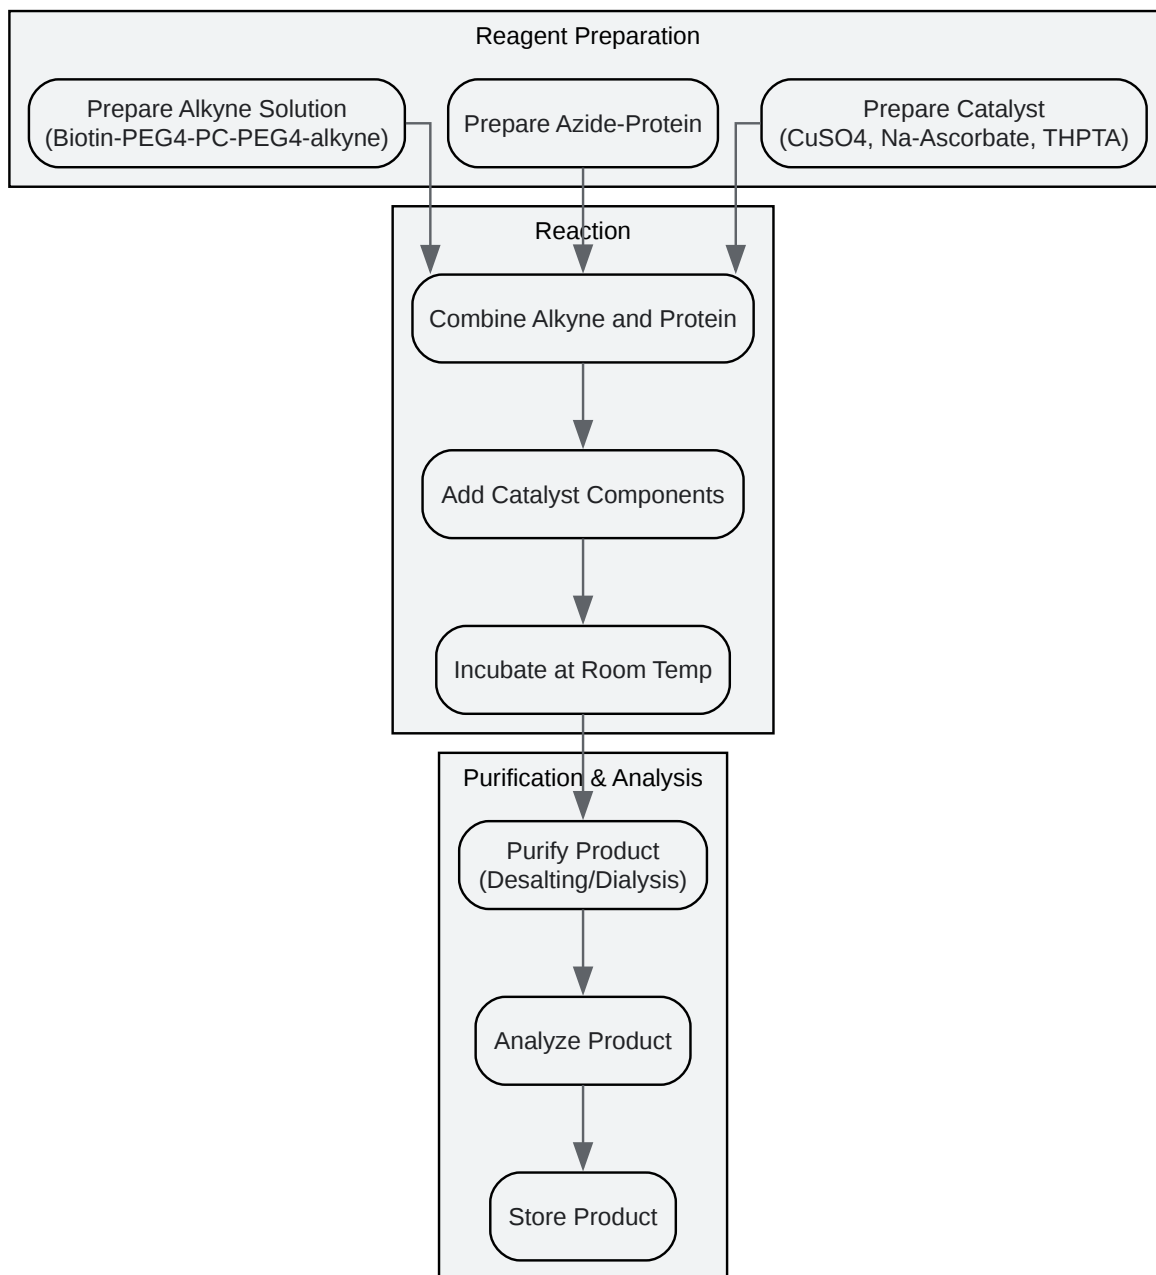 Reagent Preparation
Prepare Alkyne Solution
(Biotin-PEG4-PC-PEG4-alkyne)
Prepare Azide-Protein
Prepare Catalyst
(CuSO4, Na-Ascorbate, THPTA)
Reaction
Combine Alkyne and Protein
Add Catalyst Components
Incubate at Room Temp
Purification & Analysis
Purify Product
(Desalting/Dialysis)
Analyze Product
Store Product